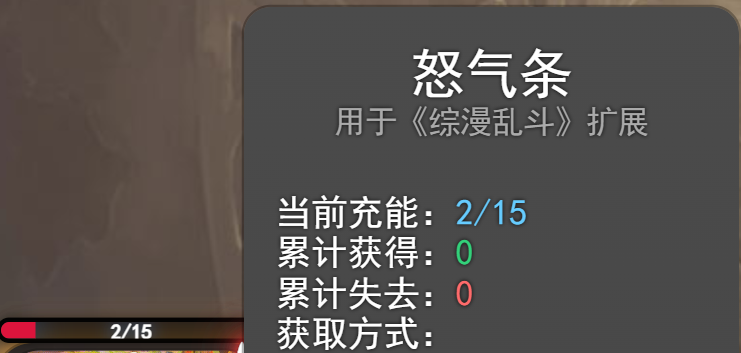 怒气条
用于《综漫乱斗》扩展
当前充能：2/15
累计获得：0
累计失去：0
2/15
获取方式：